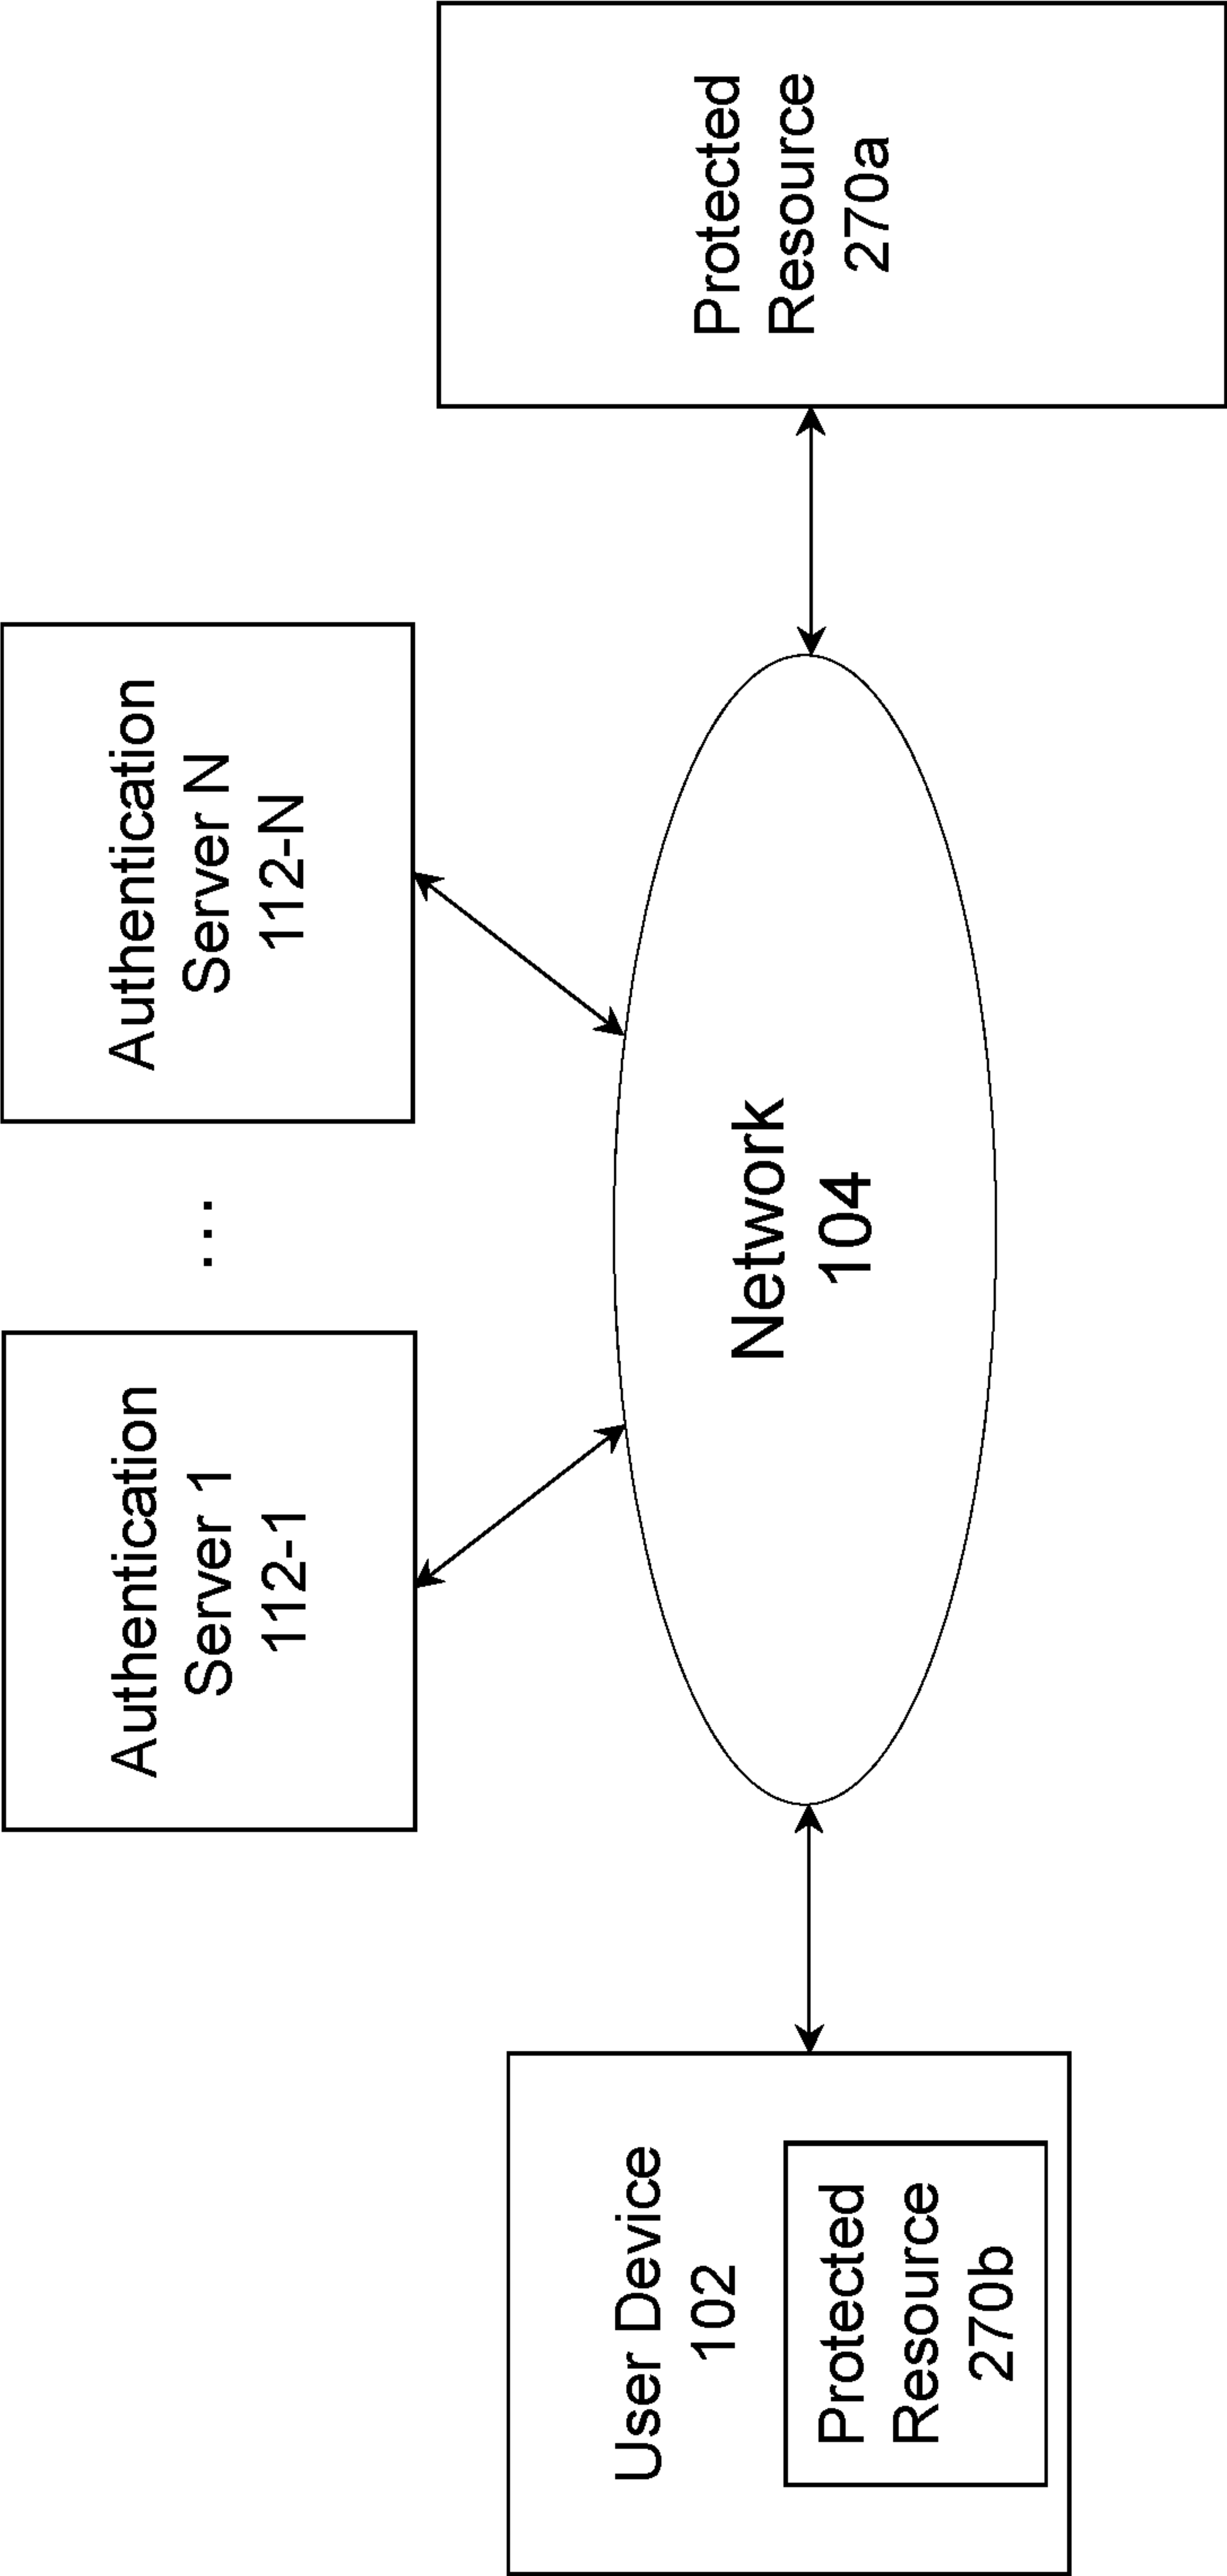 Authentication
Server 1
112-1
...
Authentication
Server N
112-N
User Device
102
Protected
Resource
270b
Network
104
Protected
Resource
270a